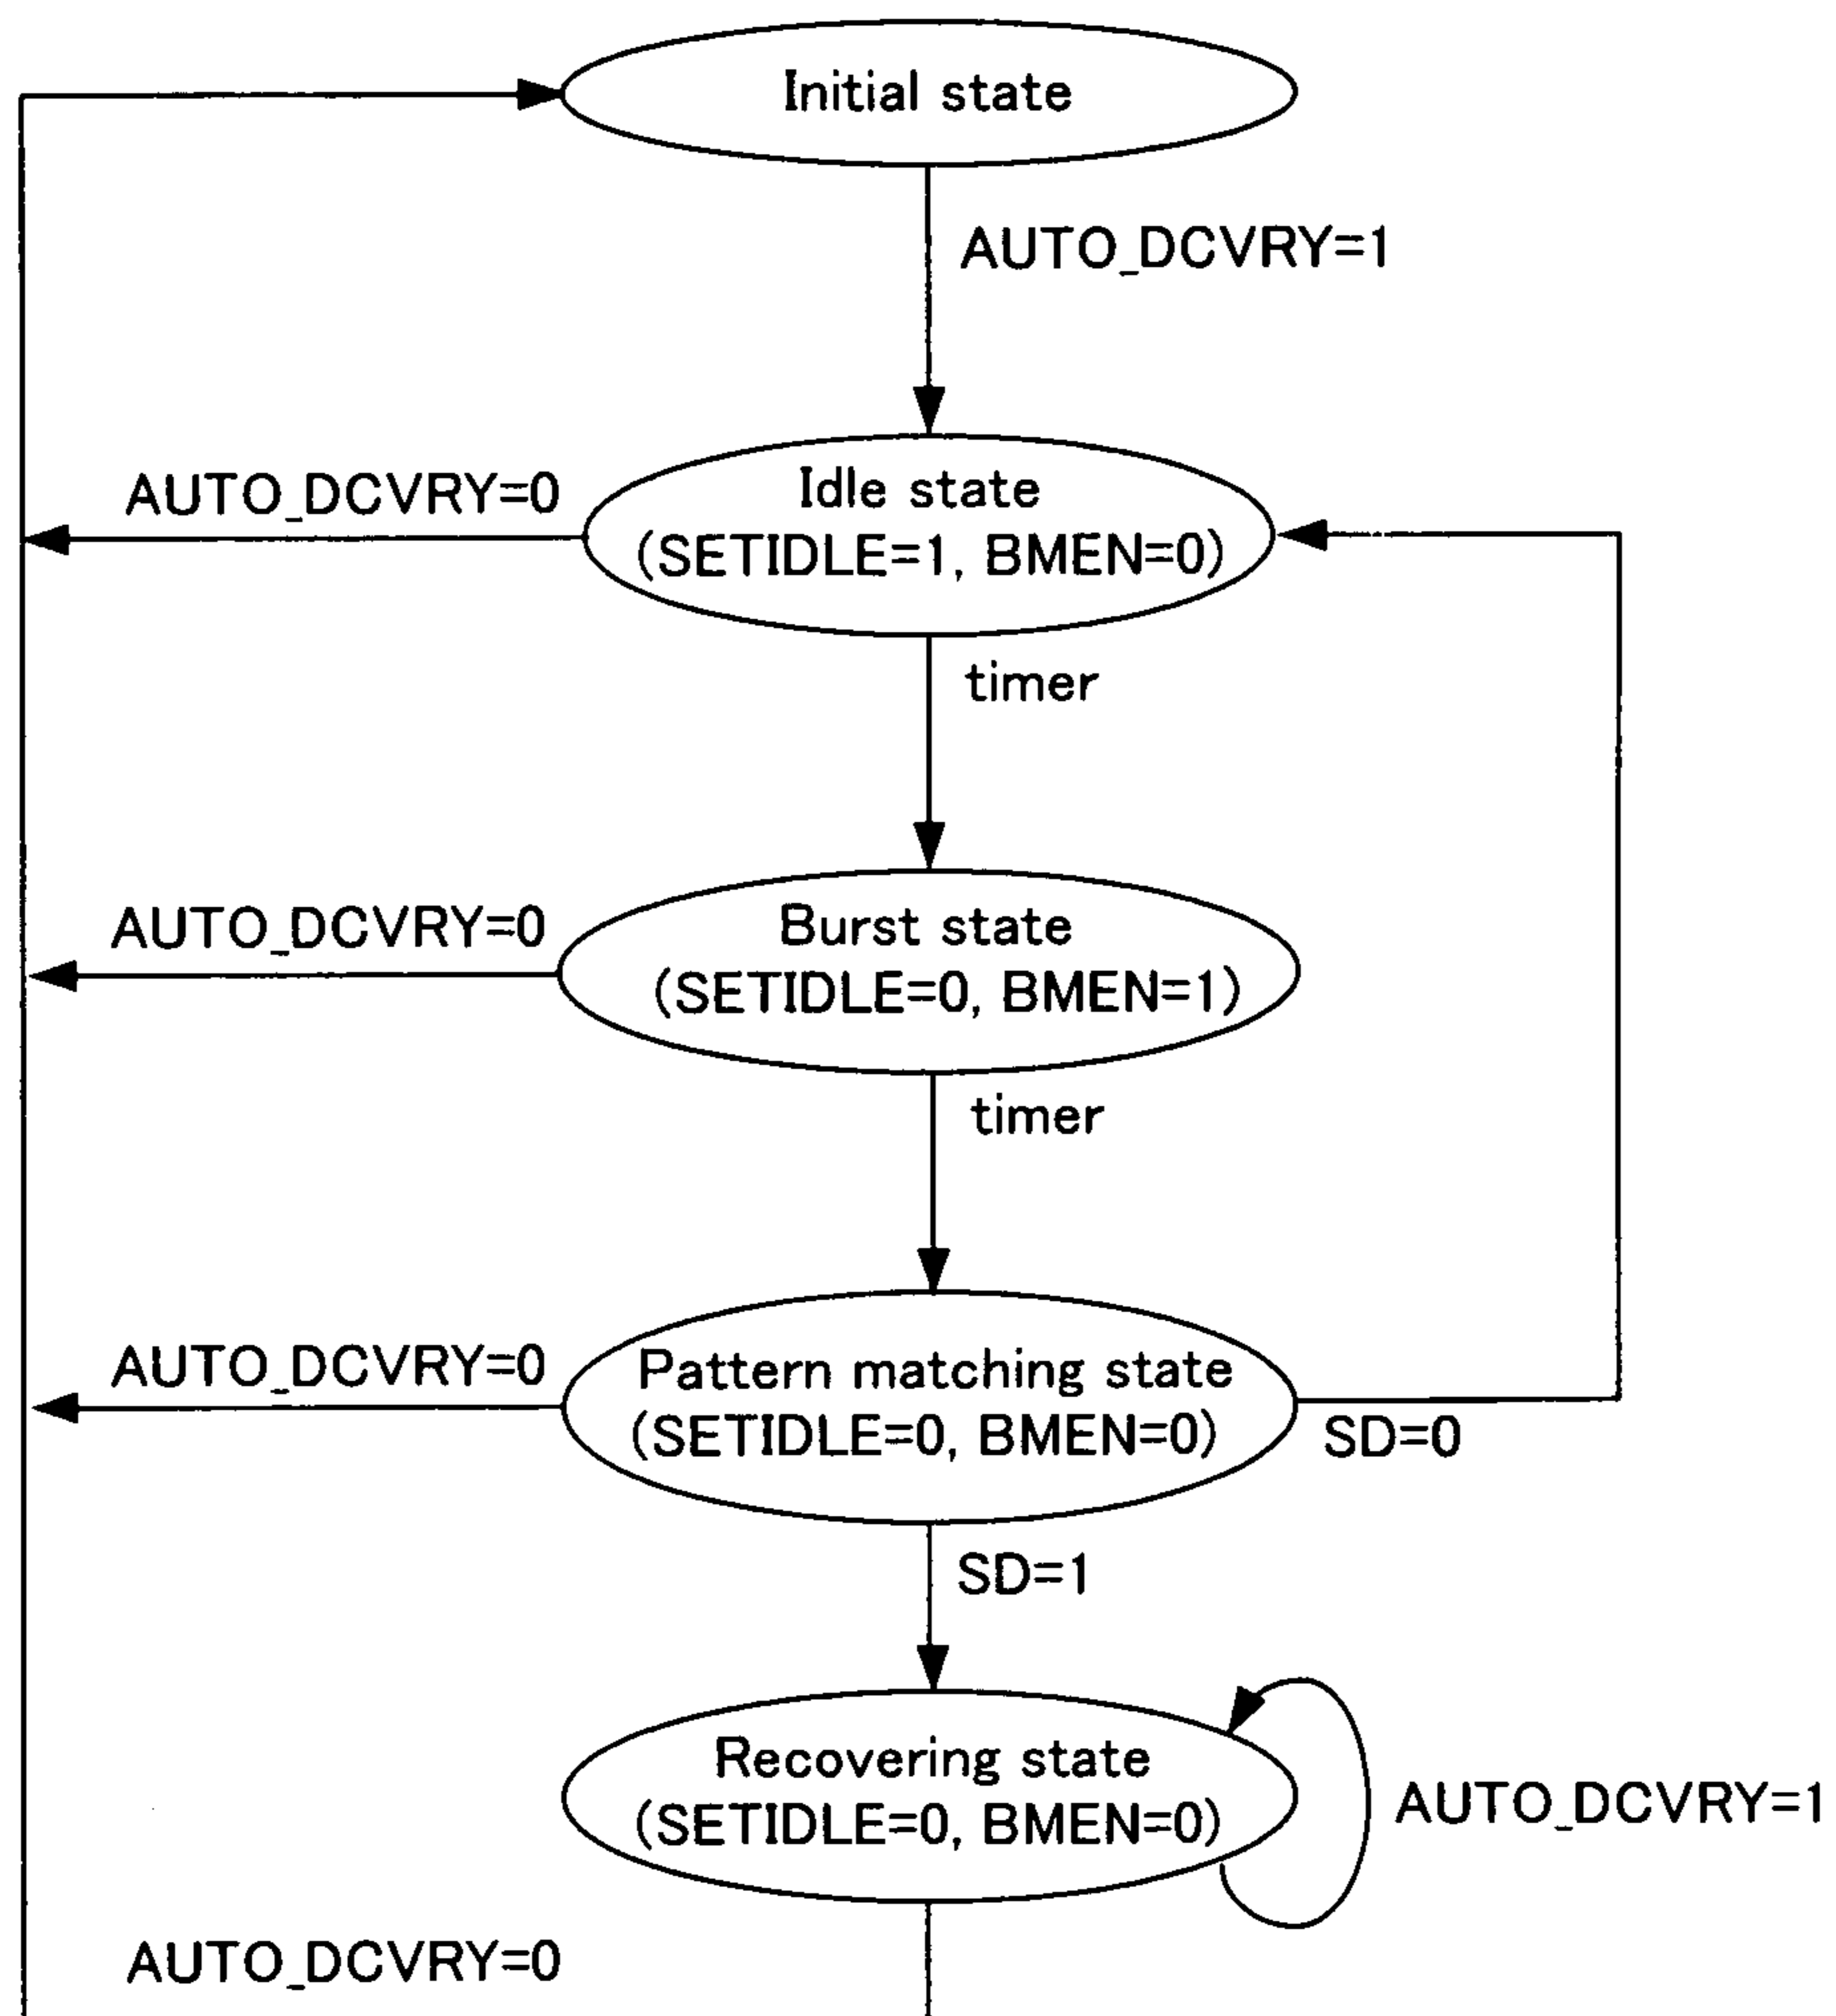 Initial state
AUTO_DCVRY=1
AUTO_DCVRY=0
Idle state
(SETIDLE=1, BMEN=0)
timer
AUTO_DCVRY=0
Burst state
(SETIDLE=0, BMEN=1)
timer
AUTO_DCVRY=0
Pattern matching state
(SETIDLE=0, BMEN=0)
SD=0
SD=1
Recovering state
(SETIDLE=0, BMEN=0)
AUTO_DCVRY=1
AUTO_DCVRY=0